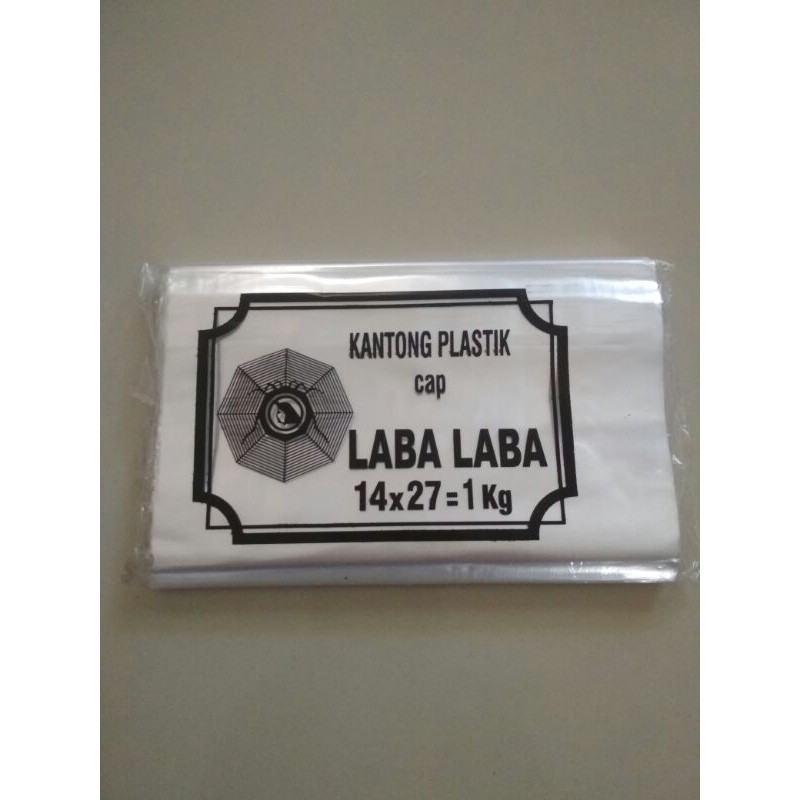 KANTONG PLASTIK
cap
LABA LABA
14x27=1Kg